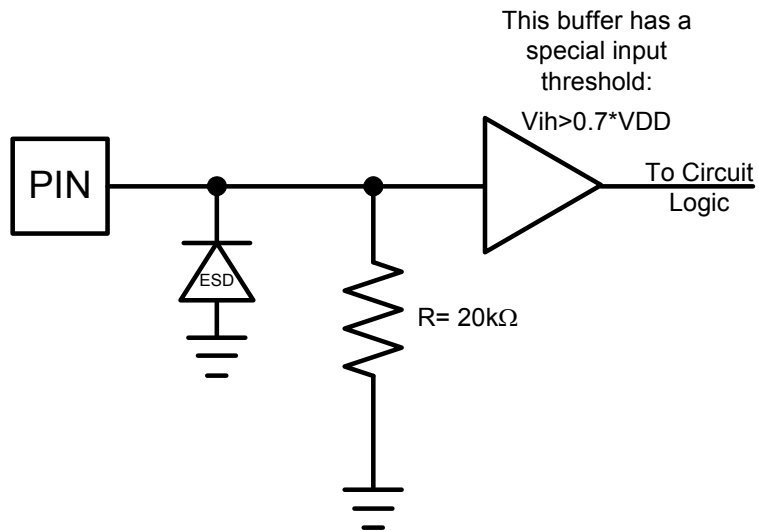 This buffer has a
special input
threshold:
Vih>0.7*VDD
PIN
To Circuit
Logic
ESD
R= 20kΩ